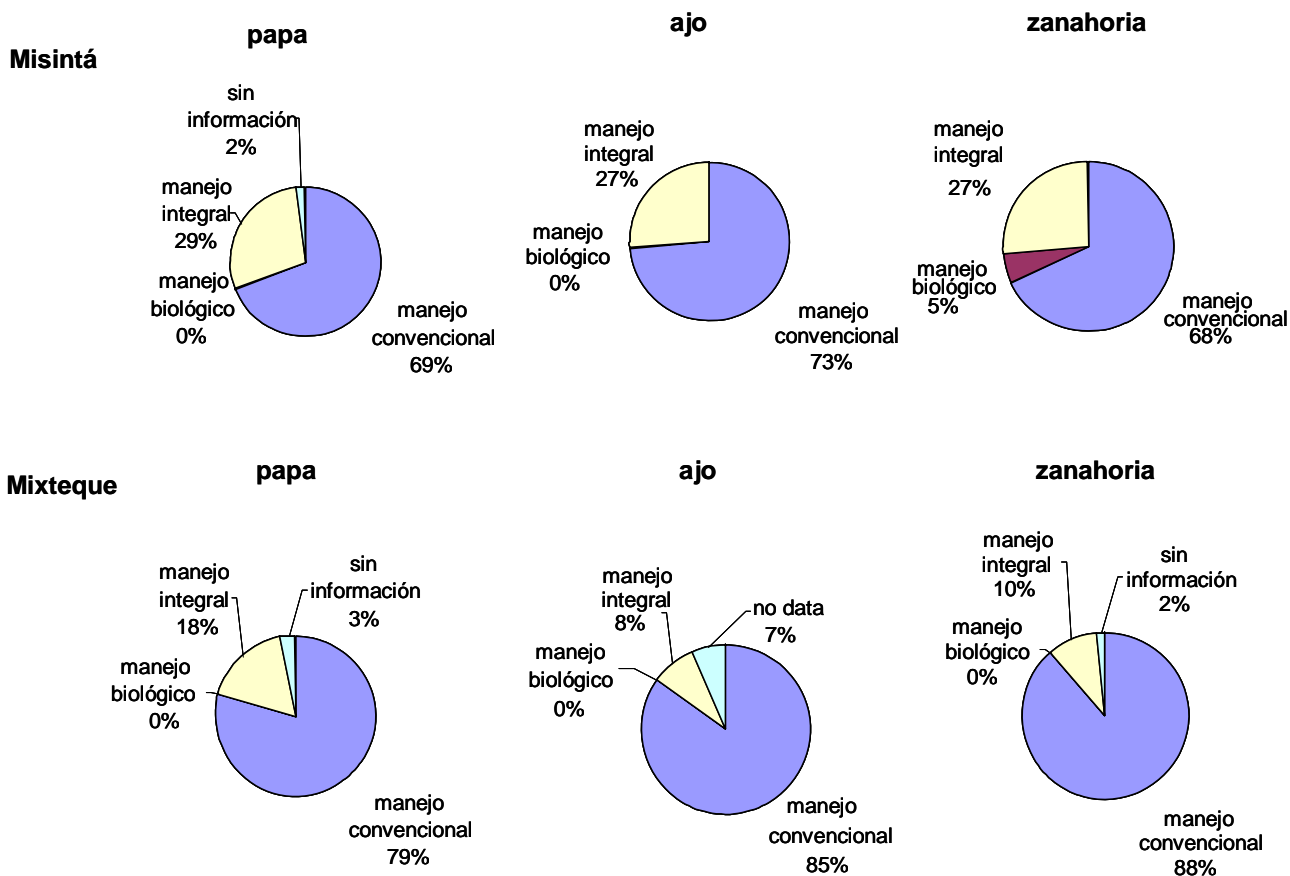 Misintá
papa
sin
información
2%
manejo
integral
29%
manejo
biológico
0%
manejo
convencional
69%
ajo
manejo
integral
27%
manejo
biológico
0%
manejo
convencional
73%
zanahoria
manejo
integral
27%
manejo
biológico
5%
manejo
convencional
68%
Mixteque
papa
manejo
integral
18%
sin
información
3%
manejo
biológico
0%
manejo
convencional
79%
ajo
manejo
integral
8%
no data
7%
manejo
biológico
0%
manejo
convencional
85%
zanahoria
manejo
integral
10%
sin
información
2%
manejo
biológico
0%
manejo
convencional
88%